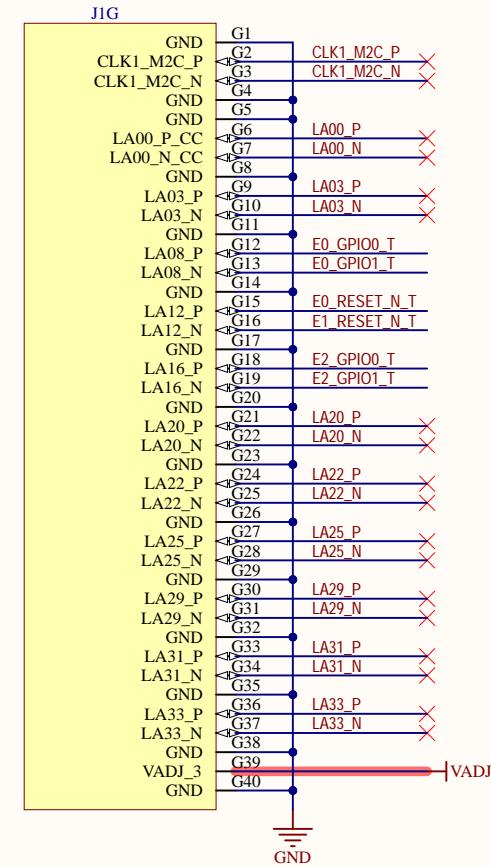 J1G
GND G1
CLK1_M2C_P G2 CLK1_M2C_P
CLK1_M2C_N G3 CLK1_M2C_N
GND G4
GND G5
LA00_P_CC G6 LA00_P
LA00_N_CC G7 LA00_N
GND G8
LA03_P G9 LA03_P
LA03_N G10 LA03_N
GND G11
LA08_P G12 E0_GPIO0_T
LA08_N G13 E0_GPIO1_T
GND G14
LA12_P G15 E0_RESET_N_T
LA12_N G16 E1_RESET_N_T
GND G17
LA16_P G18 E2_GPIO0_T
LA16_N G19 E2_GPIO1_T
GND G20
LA20_P G21 LA20_P
LA20_N G22 LA20_N
GND G23
LA22_P G24 LA22_P
LA22_N G25 LA22_N
GND G26
LA25_P G27 LA25_P
LA25_N G28 LA25_N
GND G29
LA29_P G30 LA29_P
LA29_N G31 LA29_N
GND G32
LA31_P G33 LA31_P
LA31_N G34 LA31_N
GND G35
LA33_P G36 LA33_P
LA33_N G37 LA33_N
GND G38
VADJ_3 G39 VADJ
GND G40
GND